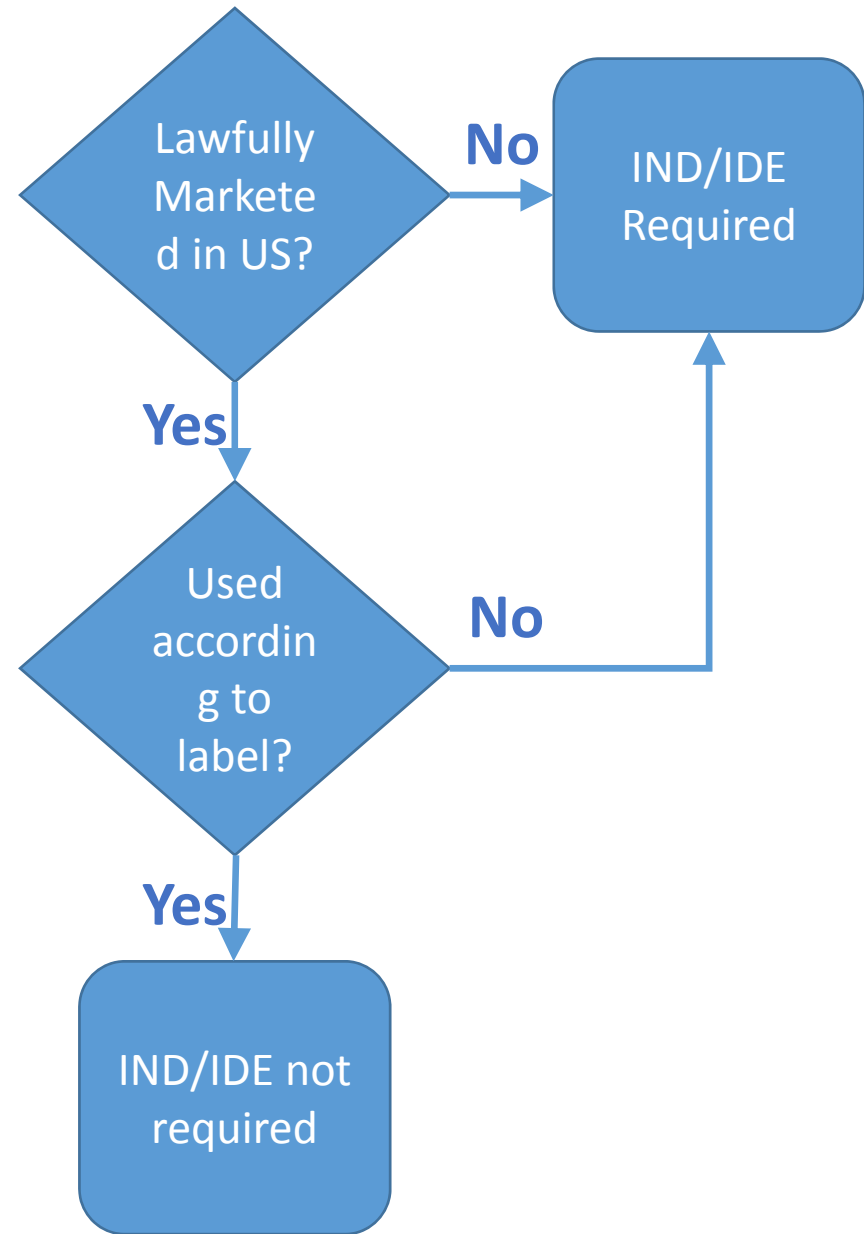 Lawfully
Markete
d in US?
No
IND/IDE
Required
Yes
Used
accordin
g to
label?
No
Yes
IND/IDE not
required